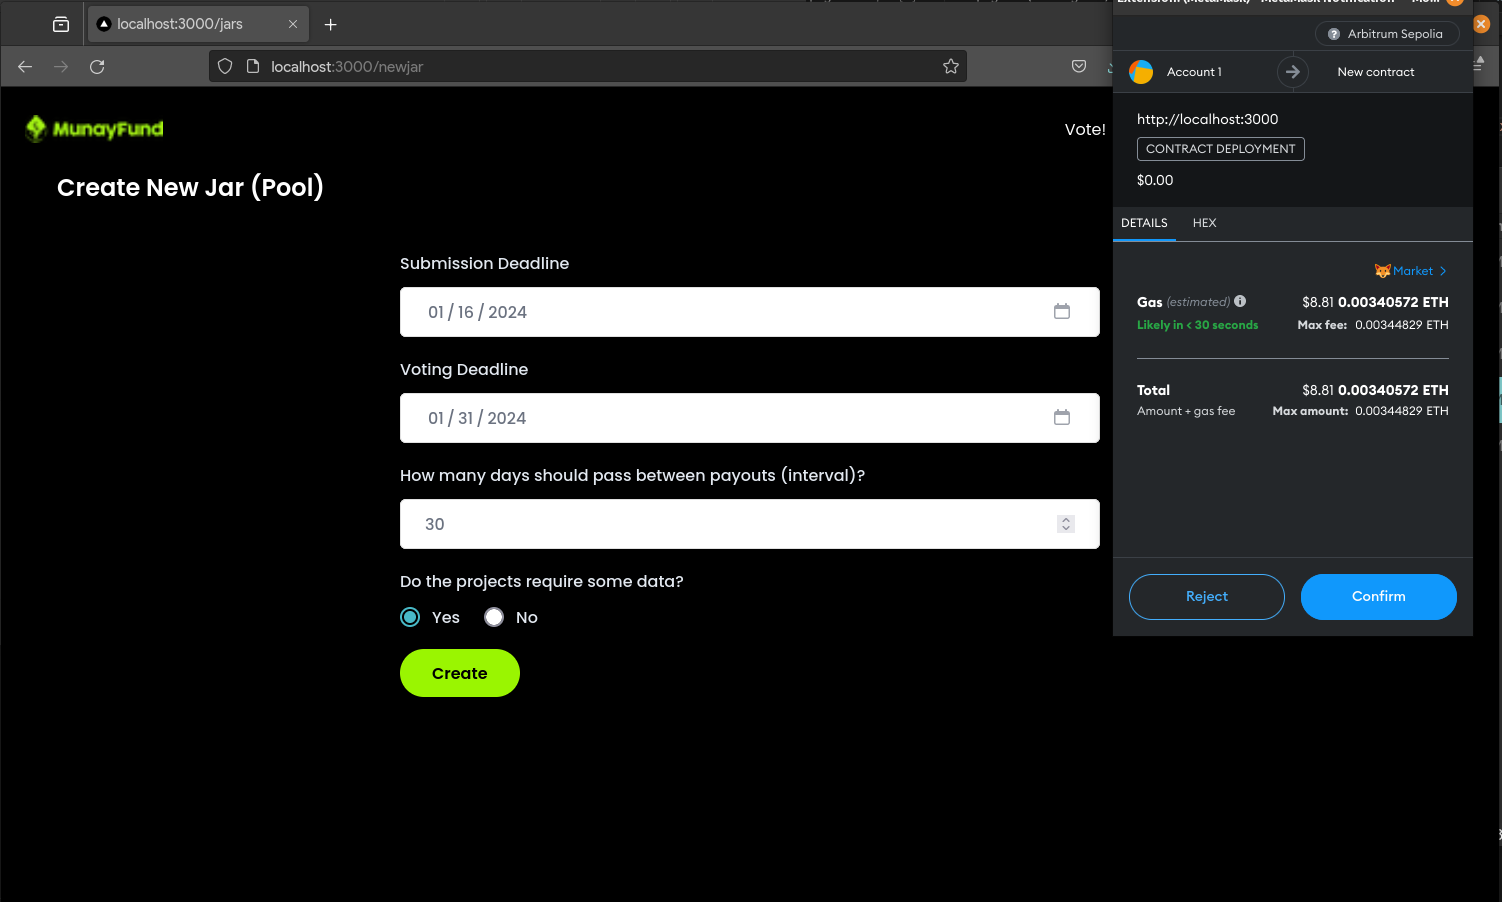 localhost:3000/jars
localhost:3000/newjar
MunayFund
Vote!
Create New Jar (Pool)
Submission Deadline
01 / 16 / 2024
Voting Deadline
01 / 31 / 2024
How many days should pass between payouts (interval)?
30
Do the projects require some data?
Yes No
Create
Arbitrum Sepolia
Account 1 New contract
http://localhost:3000
CONTRACT DEPLOYMENT
$0.00
DETAILS HEX
Market
Gas (estimated) $8.81 0.00340572 ETH
Likely in < 30 seconds Max fee: 0.00344829 ETH
Total $8.81 0.00340572 ETH
Amount + gas fee Max amount: 0.00344829 ETH
Reject Confirm